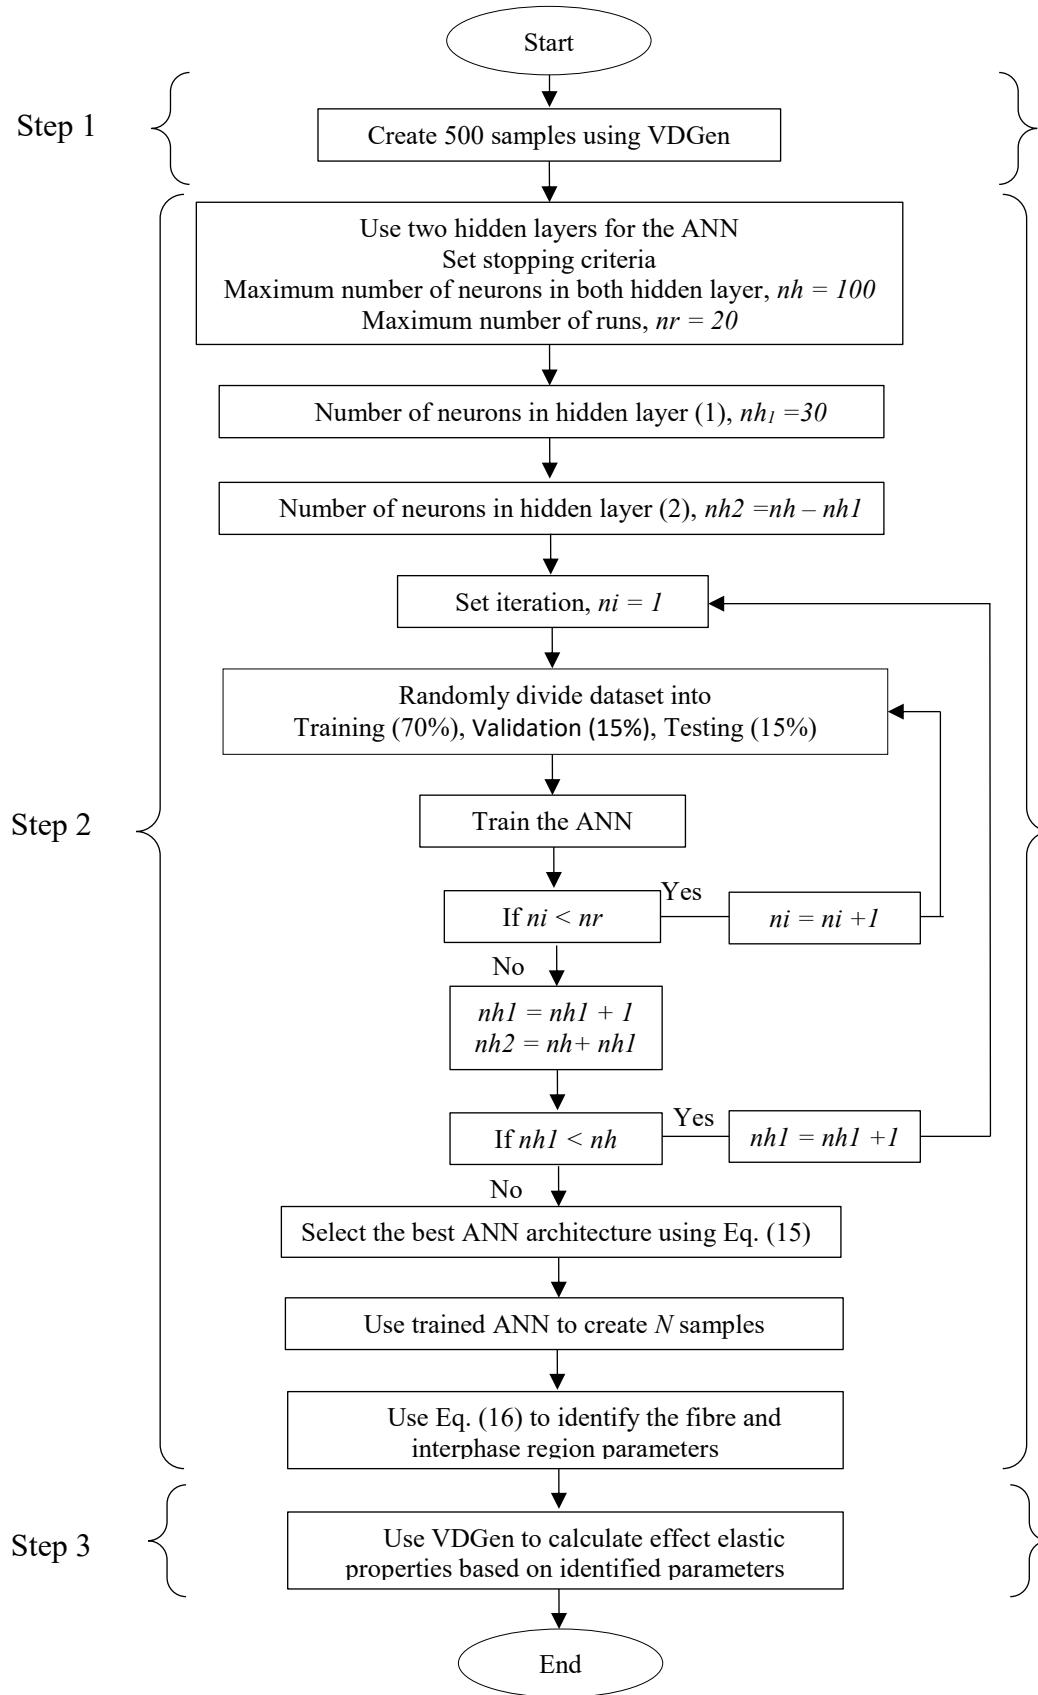 Start
Step 1
Create 500 samples using VDGen
Use two hidden layers for the ANN
Set stopping criteria
Maximum number of neurons in both hidden layer, nh = 100
Maximum number of runs, nr = 20
Number of neurons in hidden layer (1), nh1 =30
Number of neurons in hidden layer (2), nh2 =nh – nh1
Set iteration, ni = 1
Randomly divide dataset into
Training (70%), Validation (15%), Testing (15%)
Step 2
Train the ANN
If ni < nr
Yes
ni = ni +1
No
nh1 = nh1 + 1
nh2 = nh+ nh1
If nh1 < nh
Yes
nh1 = nh1 +1
No
Select the best ANN architecture using Eq. (15)
Use trained ANN to create N samples
Use Eq. (16) to identify the fibre and
interphase region parameters
Step 3
Use VDGen to calculate effect elastic
properties based on identified parameters
End